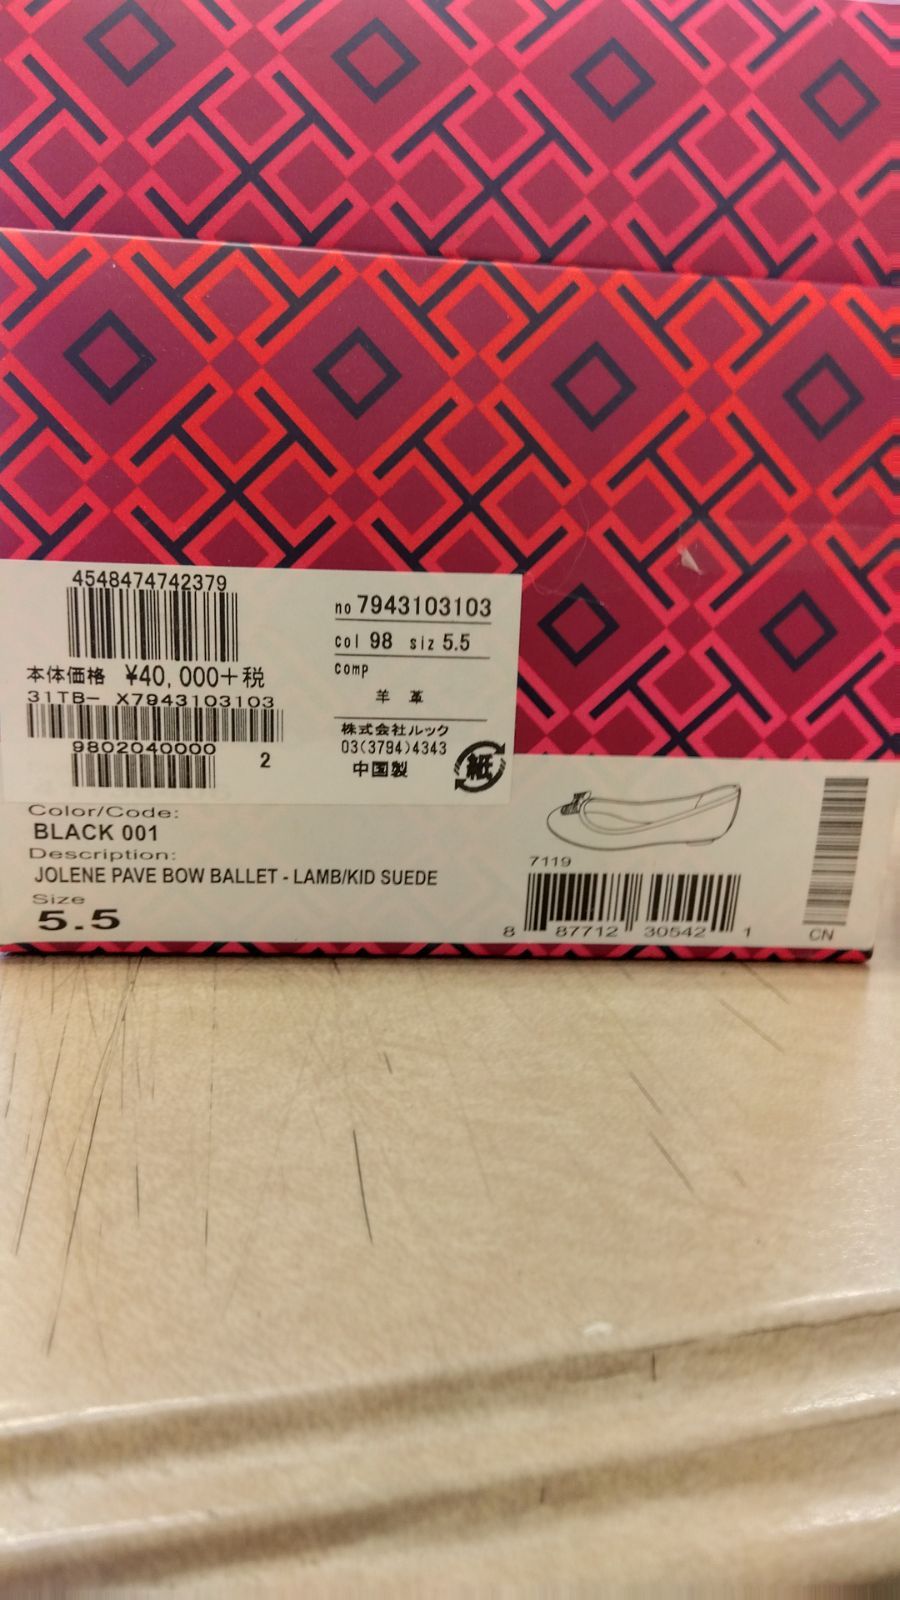 4548474742379
本体価格 ¥40,000+税
31TB- X7943103103
9802040000 2
no 7943103103
col 98 siz 5.5
comp
羊 革
株式会社ルック
03(3794)4343
中国製
紙
Color/Code:
BLACK 001
Description:
JOLENE PAVE BOW BALLET - LAMB/KID SUEDE
Size
5.5
7119
8 87712 30542 1
CN